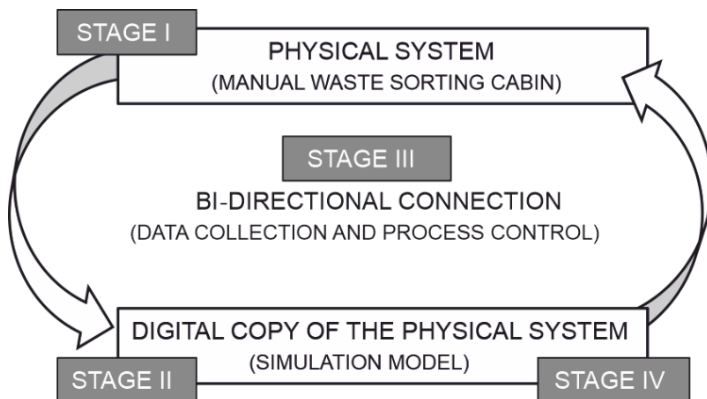 STAGE I
PHYSICAL SYSTEM
(MANUAL WASTE SORTING CABIN)
STAGE III
BI-DIRECTIONAL CONNECTION
(DATA COLLECTION AND PROCESS CONTROL)
DIGITAL COPY OF THE PHYSICAL SYSTEM
(SIMULATION MODEL)
STAGE II
STAGE IV